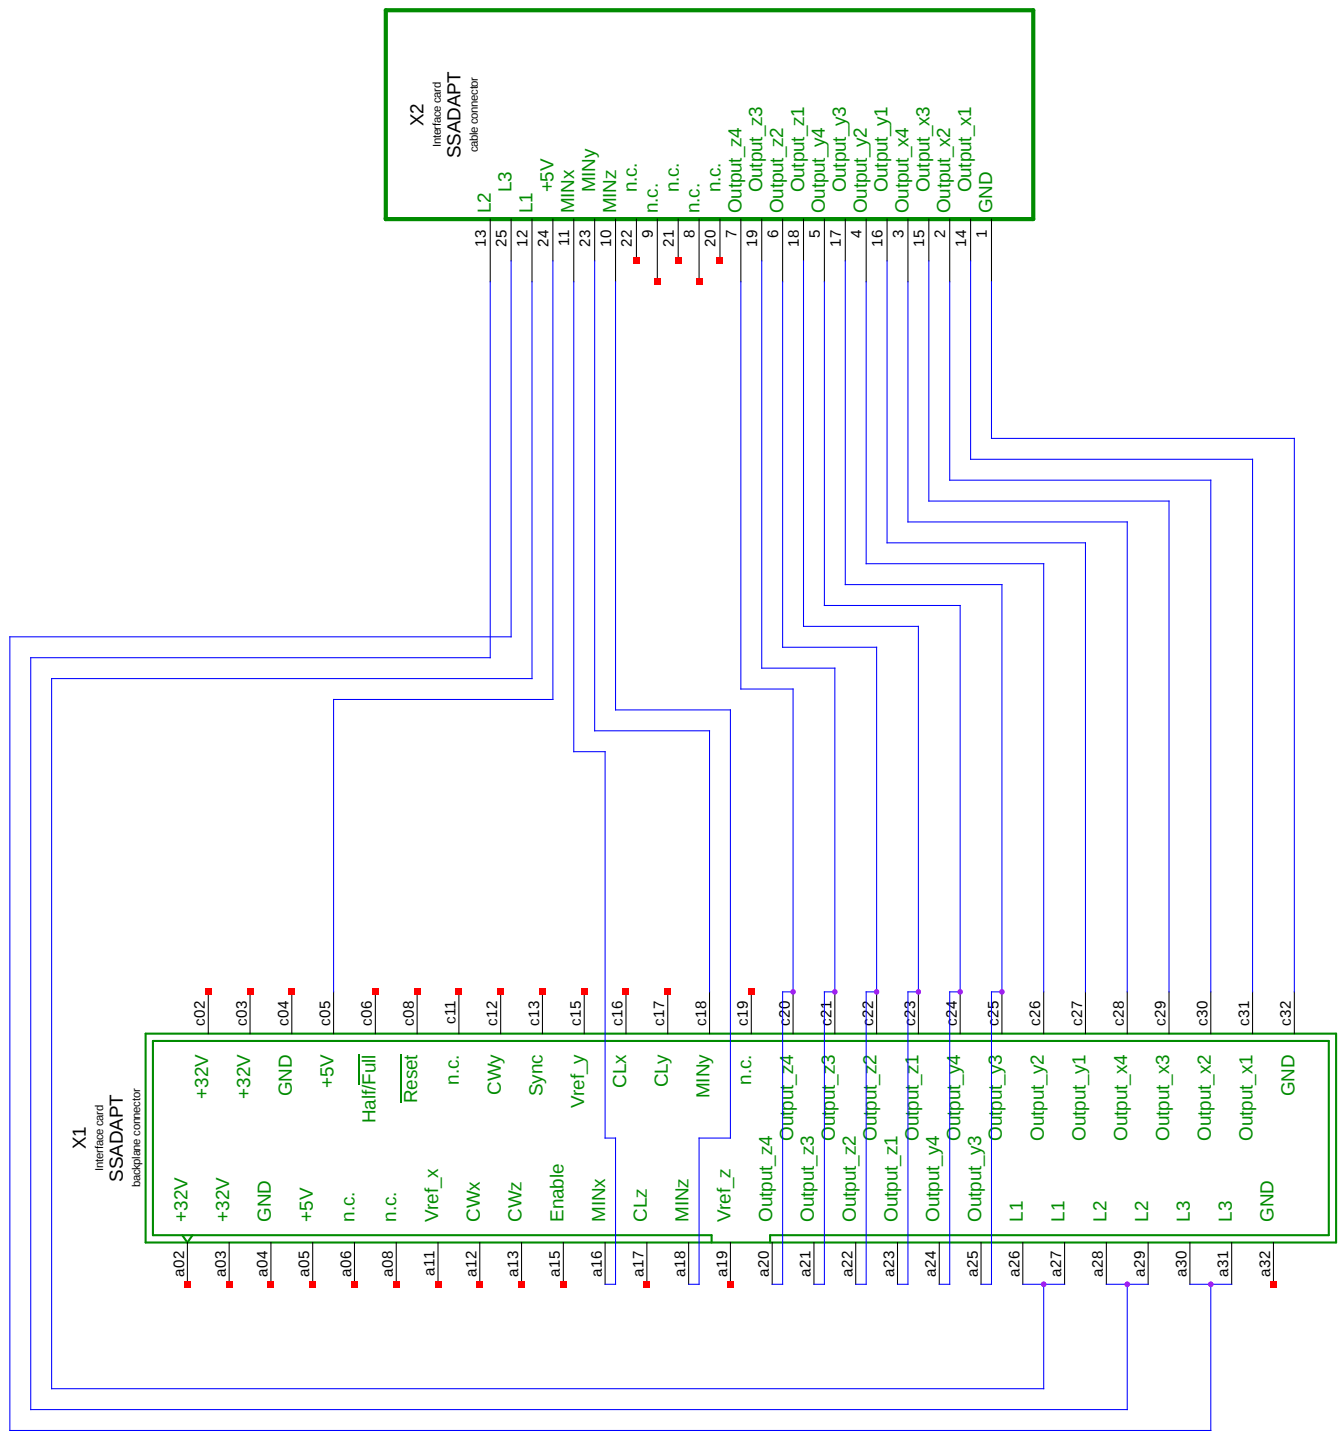 X2
Interface card
SSADAPT
cable connector
L2
L3
L1
+5V
MINx
MINy
MINz
n.c.
n.c.
n.c.
n.c.
n.c.
Output_z4
Output_z3
Output_z2
Output_z1
Output_y4
Output_y3
Output_y2
Output_y1
Output_x4
Output_x3
Output_x2
Output_x1
GND
13
25
12
24
11
23
10
22
9
21
8
20
7
19
6
18
5
17
4
16
3
15
2
14
1
c02
c03
c04
c05
c06
c08
c11
c12
c13
c15
c16
c17
c18
c19
c20
c21
c22
c23
c24
c25
c26
c27
c28
c29
c30
c31
c32
X1
Interface card
SSADAPT
backplane connector
+32V
+32V
GND
+5V
Half/Full
Reset
n.c.
CWy
Sync
Vref_y
CLx
CLy
MINy
n.c.
Output_z4
Output_z3
Output_z2
Output_z1
Output_y4
Output_y3
Output_y2
Output_y1
Output_x4
Output_x3
Output_x2
Output_x1
GND
+32V
+32V
GND
+5V
n.c.
n.c.
Vref_x
CWx
CWz
Enable
MINx
CLz
MINz
Vref_z
Output_z4
Output_z3
Output_z2
Output_z1
Output_y4
Output_y3
L1
L1
L2
L2
L3
L3
GND
a02
a03
a04
a05
a06
a08
a11
a12
a13
a15
a16
a17
a18
a19
a20
a21
a22
a23
a24
a25
a26
a27
a28
a29
a30
a31
a32